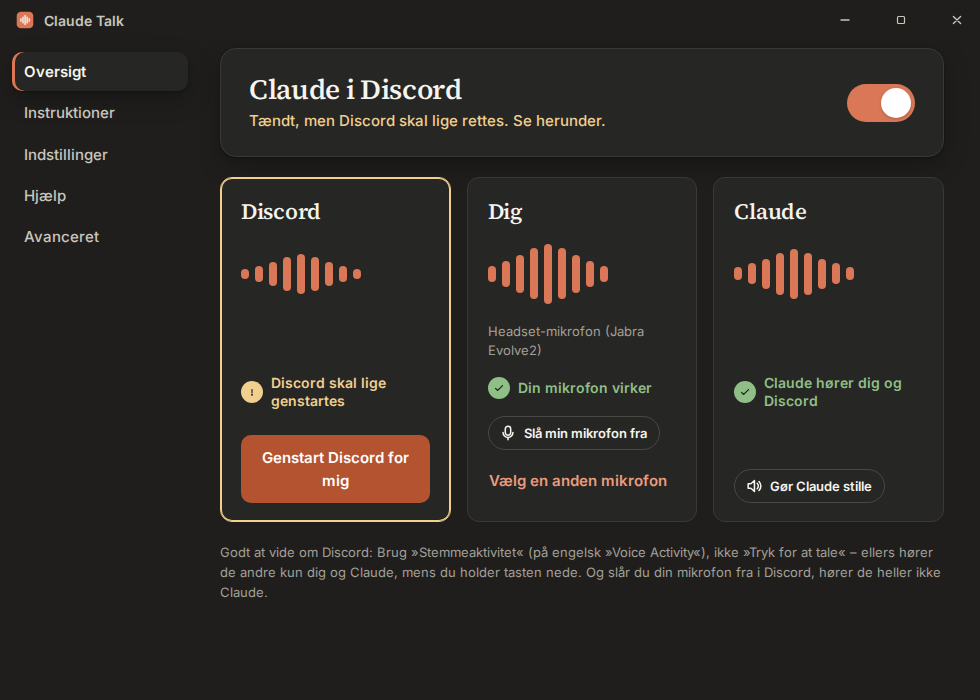 Claude Talk
Oversigt
Instruktioner
Indstillinger
Hjælp
Avanceret
Claude i Discord
Tændt, men Discord skal lige rettes. Se herunder.
Discord
Discord skal lige
genstartes
Genstart Discord for
mig
Dig
Headset-mikrofon (Jabra
Evolve2)
Din mikrofon virker
Slå min mikrofon fra
Vælg en anden mikrofon
Claude
Claude hører dig og
Discord
Gør Claude stille
Godt at vide om Discord: Brug »Stemmeaktivitet« (på engelsk »Voice Activity«), ikke »Tryk for at tale« – ellers hører
de andre kun dig og Claude, mens du holder tasten nede. Og slår du din mikrofon fra i Discord, hører de heller ikke
Claude.